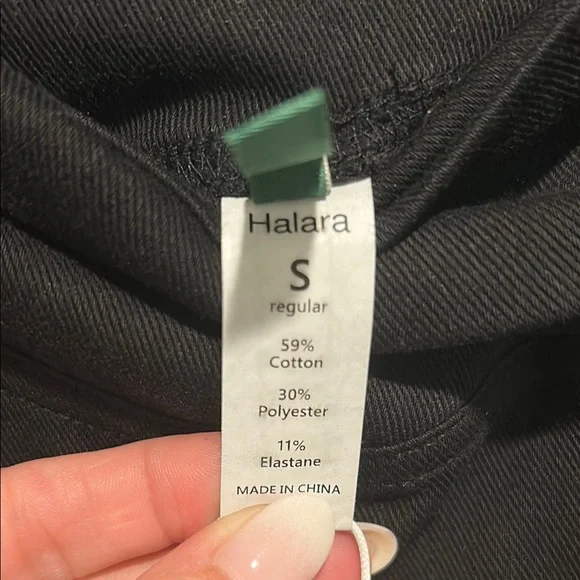 Halara
S
regular
59%
Cotton
30%
Polyester
11%
Elastane
MADE IN CHINA